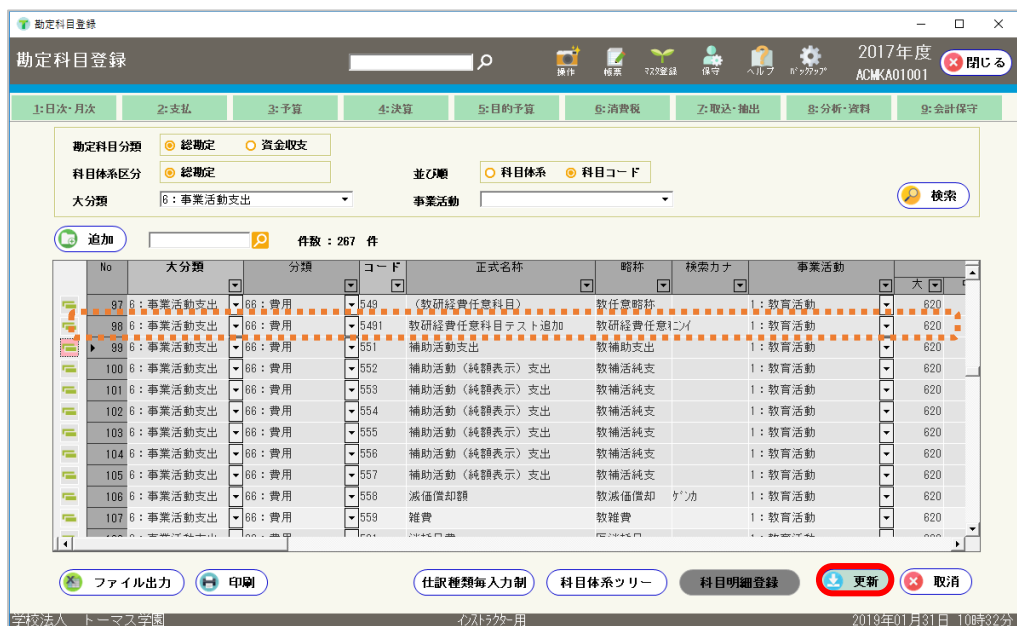 勘定科目登録
勘定科目登録 操作 帳票 ﾏｽﾀ登録 保守 ヘルプ ﾊﾞｯｸｱｯﾌﾟ 2017年度 ACMKA01001 閉じる
1:日次・月次 2:支払 3:予算 4:決算 5:目的予算 6:消費税 7:取込・抽出 8:分析・資料 9:会計保守
勘定科目分類 総勘定 資金収支
科目体系区分 総勘定 並び順 科目体系 科目コード
大分類 6：事業活動支出 事業活動 検索
追加 件数：267 件
No 大分類 分類 コード 正式名称 略称 検索カナ 事業活動
大
97 6：事業活動支出 66：費用 549 （教研経費任意科目） 教任意略称 1：教育活動 620
98 6：事業活動支出 66：費用 5491 教研経費任意科目テスト追加 教研経費任意 1：教育活動 620
99 6：事業活動支出 66：費用 551 補助活動支出 教補助支出 1：教育活動 620
100 6：事業活動支出 66：費用 552 補助活動（純額表示）支出 教補活純支 1：教育活動 620
101 6：事業活動支出 66：費用 553 補助活動（純額表示）支出 教補活純支 1：教育活動 620
102 6：事業活動支出 66：費用 554 補助活動（純額表示）支出 教補活純支 1：教育活動 620
103 6：事業活動支出 66：費用 555 補助活動（純額表示）支出 教補活純支 1：教育活動 620
104 6：事業活動支出 66：費用 556 補助活動（純額表示）支出 教補活純支 1：教育活動 620
105 6：事業活動支出 66：費用 557 補助活動（純額表示）支出 教補活純支 1：教育活動 620
106 6：事業活動支出 66：費用 558 減価償却額 教減価償却 ｹﾞﾝｶ 1：教育活動 620
107 6：事業活動支出 66：費用 559 雑費 教雑費 1：教育活動 620
ファイル出力 印刷 仕訳種類毎入力制 科目体系ツリー 科目明細登録 更新 取消
学校法人 トーマス学園 ｲﾝｽﾄﾗｸﾀｰ用 2019年01月31日 10時32分